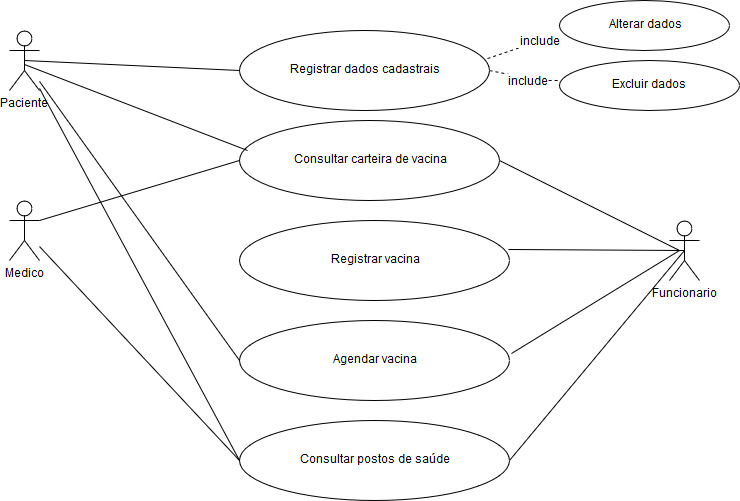 Alterar dados
include
Registrar dados cadastrais
include
Excluir dados
Paciente
Consultar carteira de vacina
Registrar vacina
Medico
Funcionario
Agendar vacina
Consultar postos de saúde